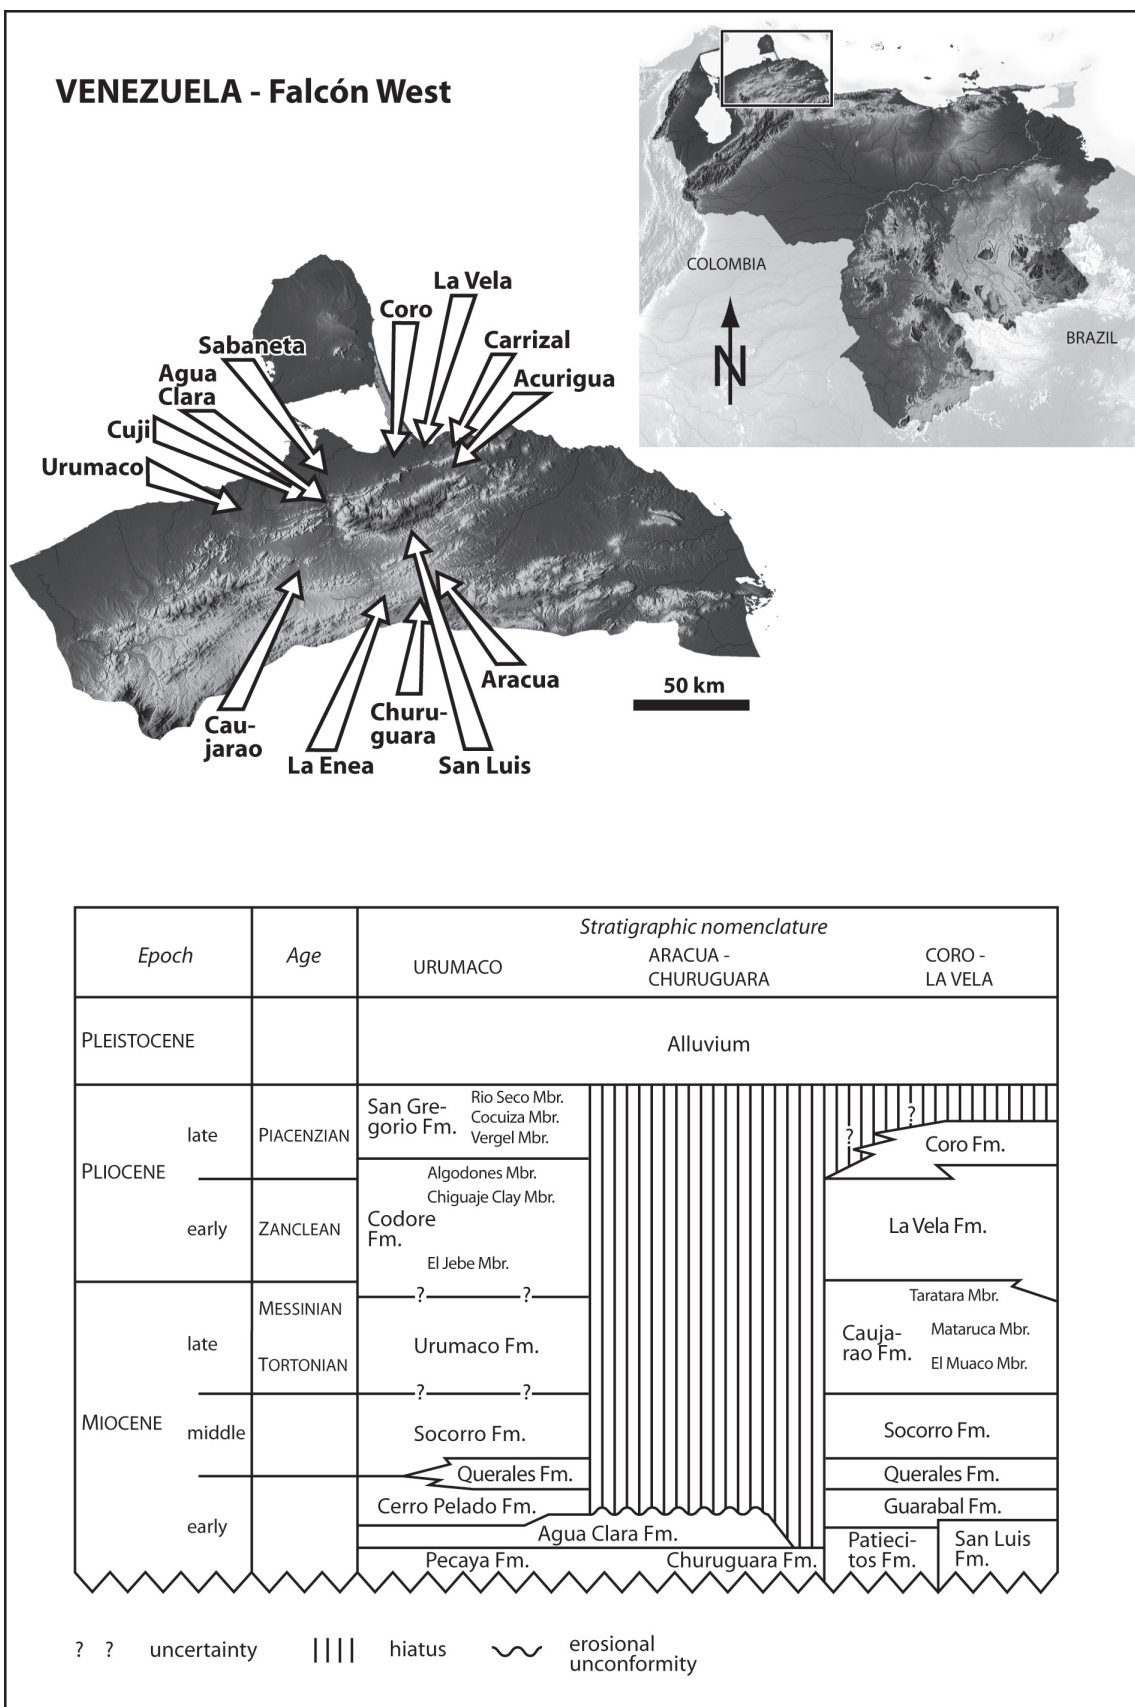 VENEZUELA - Falcón West
COLOMBIA
BRAZIL
N
La Vela
Coro
Carrizal
Sabaneta
Acurigua
Agua
Clara
Cuji
Urumaco
Aracua
50 km
Cau-
jarao
Churu-
guara
La Enea
San Luis
Epoch
Age
Stratigraphic nomenclature
URUMACO
ARACUA -
CHURUGUARA
CORO -
LA VELA
PLEISTOCENE
Alluvium
PLIOCENE
late
PIACENZIAN
San Gre-
gorio Fm.
Rio Seco Mbr.
Cocuiza Mbr.
Vergel Mbr.
? ?
Coro Fm.
early
ZANCLEAN
Algodones Mbr.
Chiguaje Clay Mbr.
Codore
Fm.
El Jebe Mbr.
La Vela Fm.
MIOCENE
late
MESSINIAN
TORTONIAN
? ?
Urumaco Fm.
? ?
Cauja-
rao Fm.
Taratara Mbr.
Mataruca Mbr.
El Muaco Mbr.
middle
Socorro Fm.
Socorro Fm.
Querales Fm.
Querales Fm.
early
Cerro Pelado Fm.
Guarabal Fm.
Agua Clara Fm.
Patieci-
tos Fm.
San Luis
Fm.
Pecaya Fm.
Churuguara Fm.
? ? uncertainty
hiatus
erosional
unconformity